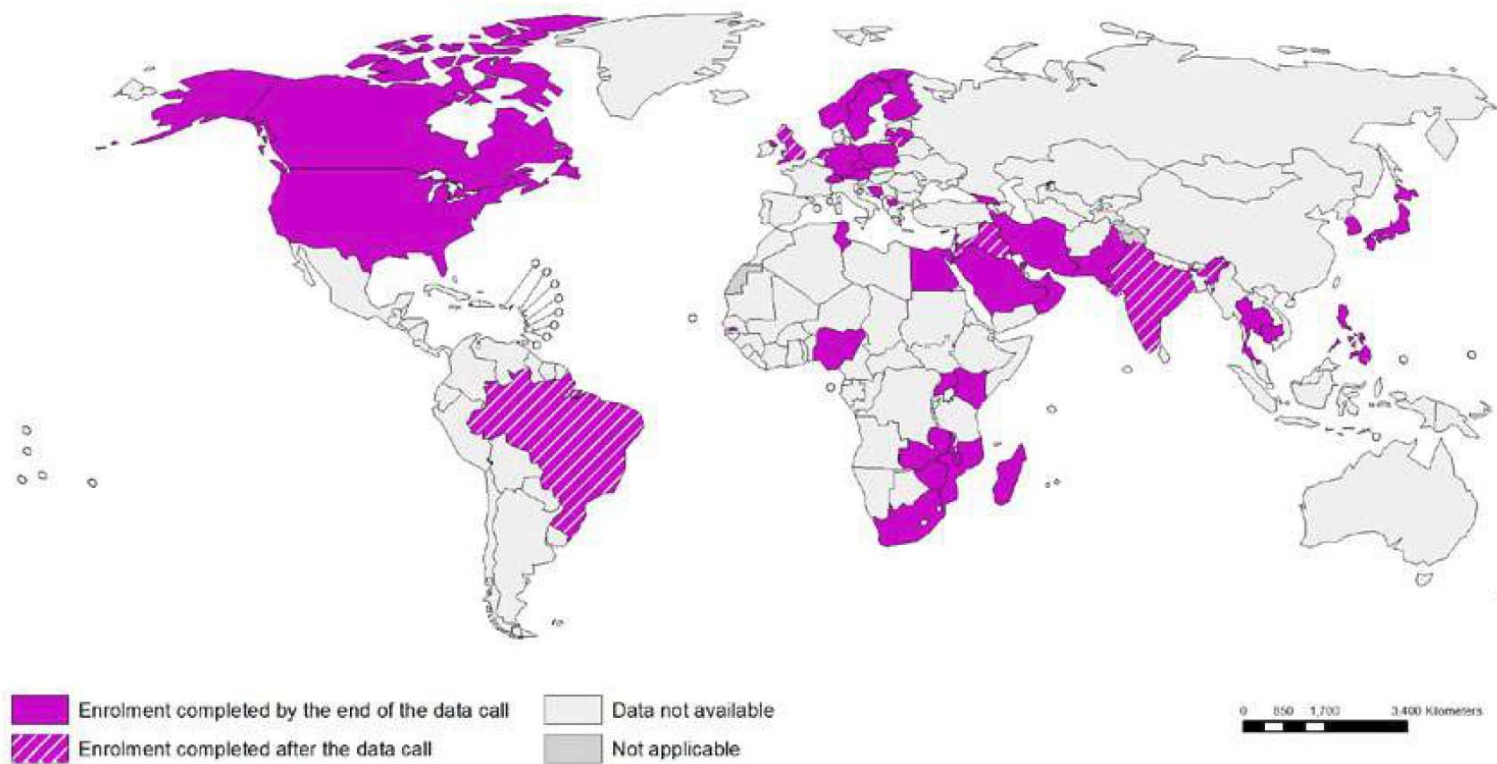 Enrolment completed by the end of the data call
Data not available
0 850 1,700 3,400 Kilometers
Enrolment completed after the data call
Not applicable